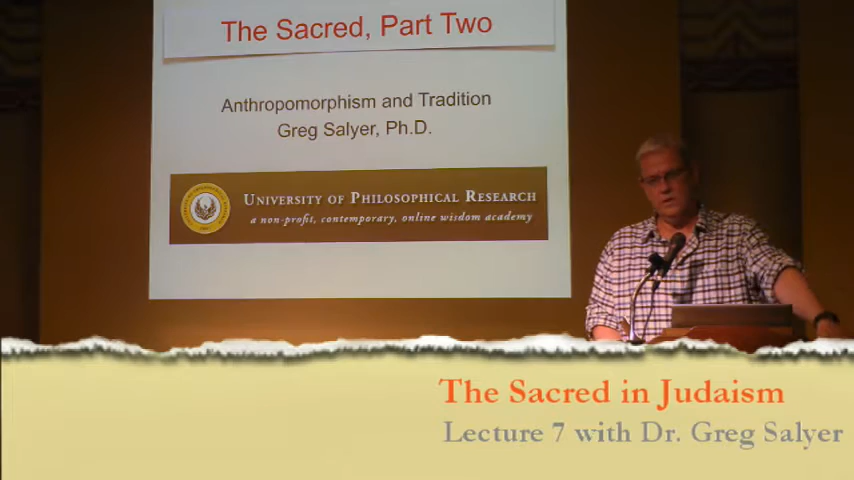 The Sacred, Part Two
Anthropomorphism and Tradition
Greg Salyer, Ph.D.
University of Philosophical Research
a non-profit, contemporary, online wisdom academy
The Sacred in Judaism
Lecture 7 with Dr. Greg Salyer